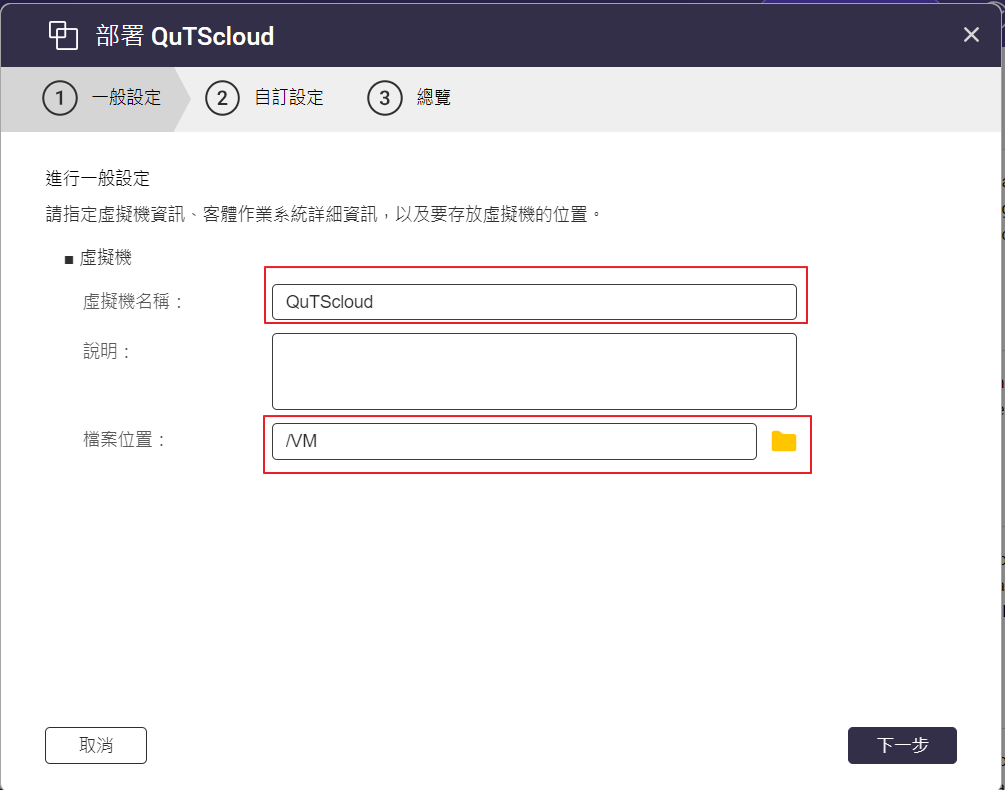 部署 QuTScloud
1 一般設定 2 自訂設定 3 總覽
進行一般設定
請指定虛擬機資訊、客體作業系統詳細資訊，以及要存放虛擬機的位置。
■ 虛擬機
虛擬機名稱： QuTScloud
說明：
檔案位置： /VM
取消 下一步